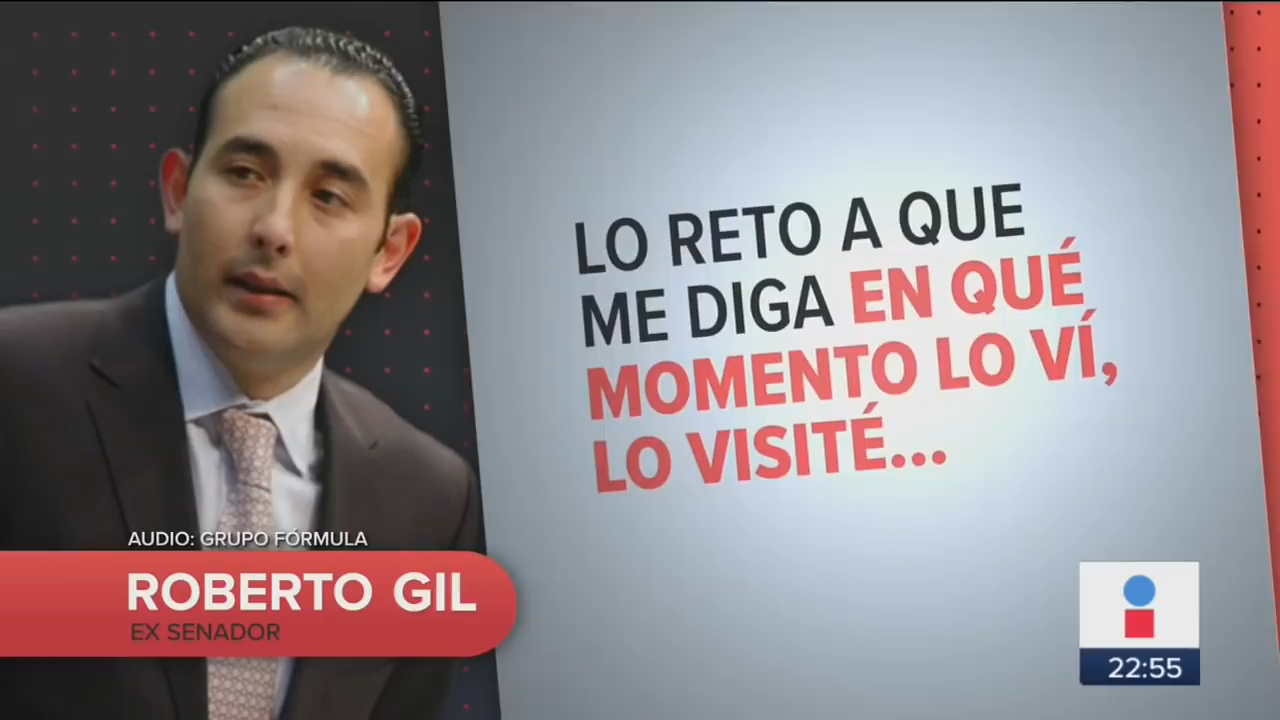 LO RETO A QUE
ME DIGA EN QUÉ
MOMENTO LO VÍ,
LO VISITÉ...
AUDIO: GRUPO FÓRMULA
ROBERTO GIL
EX SENADOR
22:55